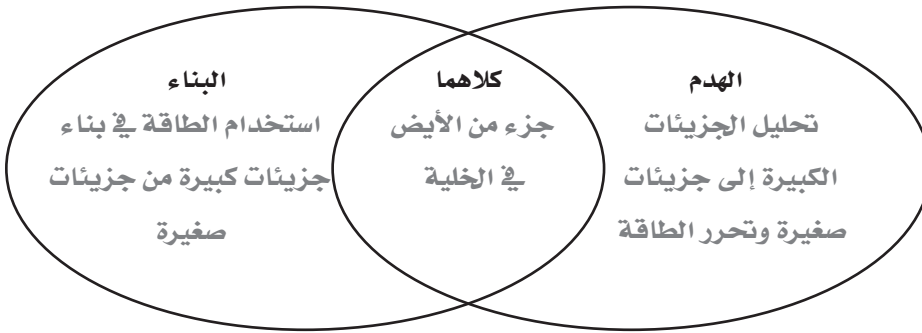 الهدم
تحليل الجزيئات
الكبيرة إلى جزيئات
صغيرة وتحرر الطاقة
كلاهما
جزء من الأيض
في الخلية
البناء
استخدام الطاقة في بناء
جزيئات كبيرة من جزيئات
صغيرة